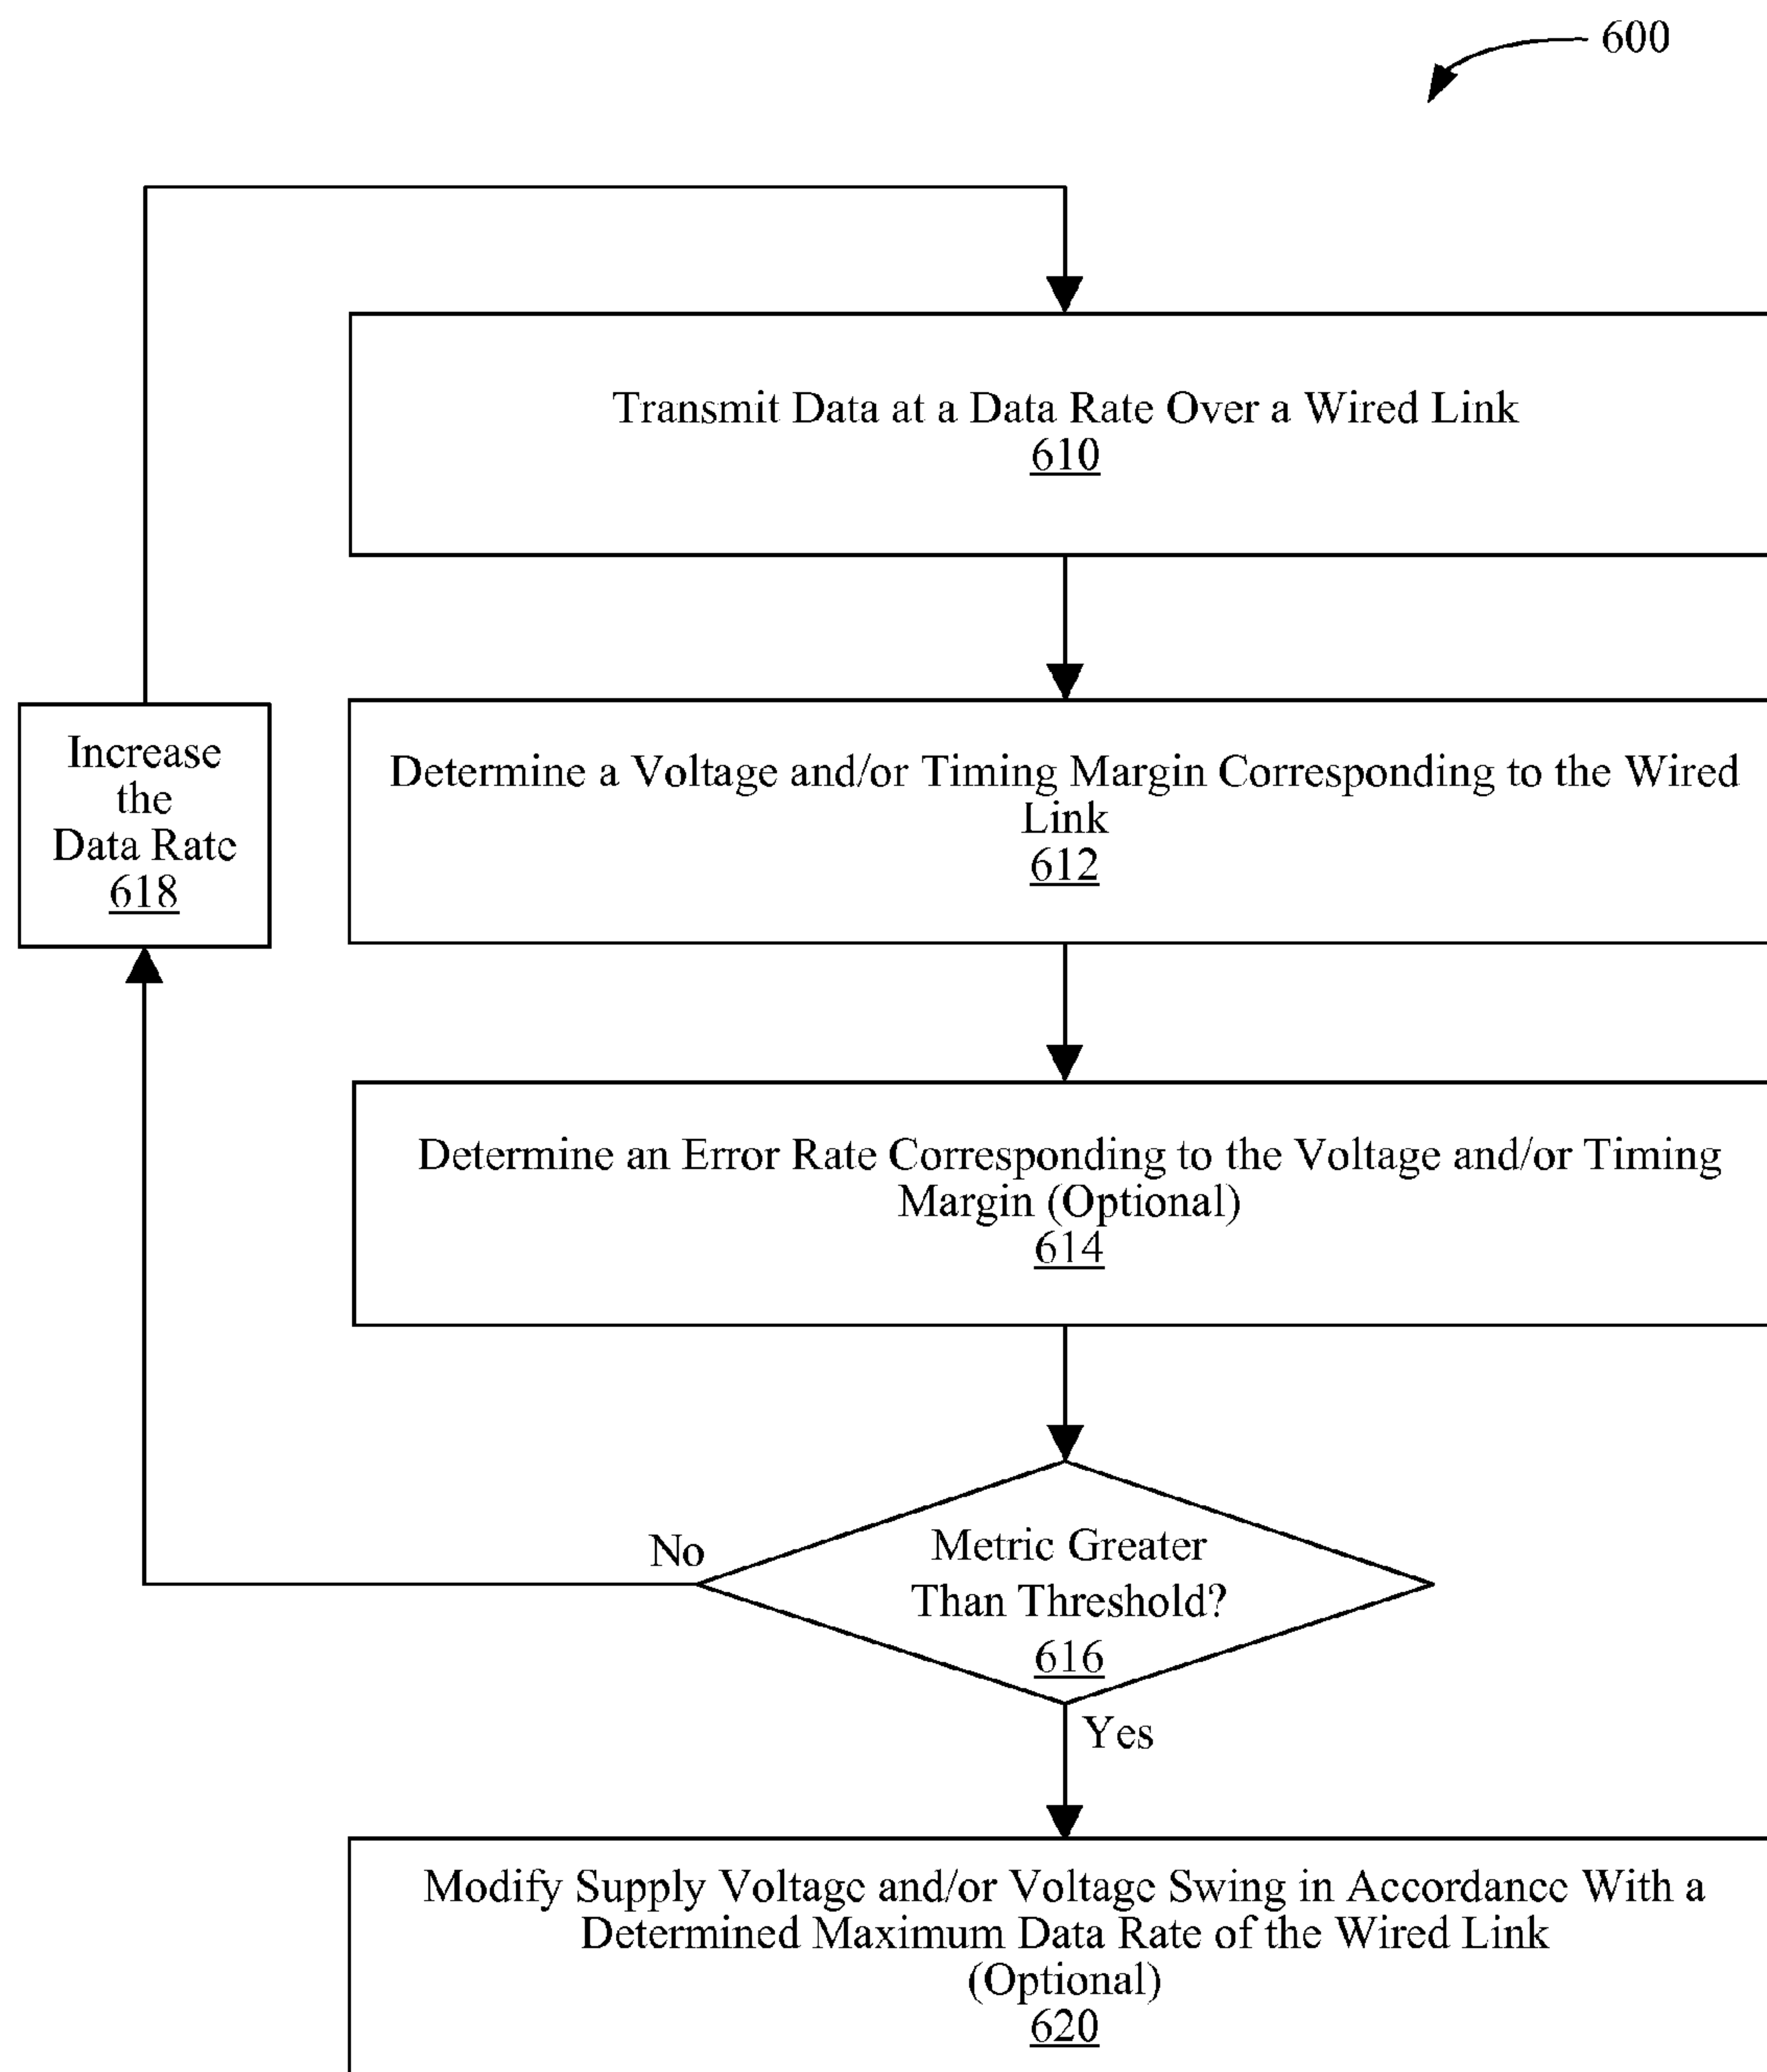 600
Transmit Data at a Data Rate Over a Wired Link
610
Increase
the
Data Rate
618
Determine a Voltage and/or Timing Margin Corresponding to the Wired
Link
612
Determine an Error Rate Corresponding to the Voltage and/or Timing
Margin (Optional)
614
No
Metric Greater
Than Threshold?
616
Yes
Modify Supply Voltage and/or Voltage Swing in Accordance With a
Determined Maximum Data Rate of the Wired Link
(Optional)
620